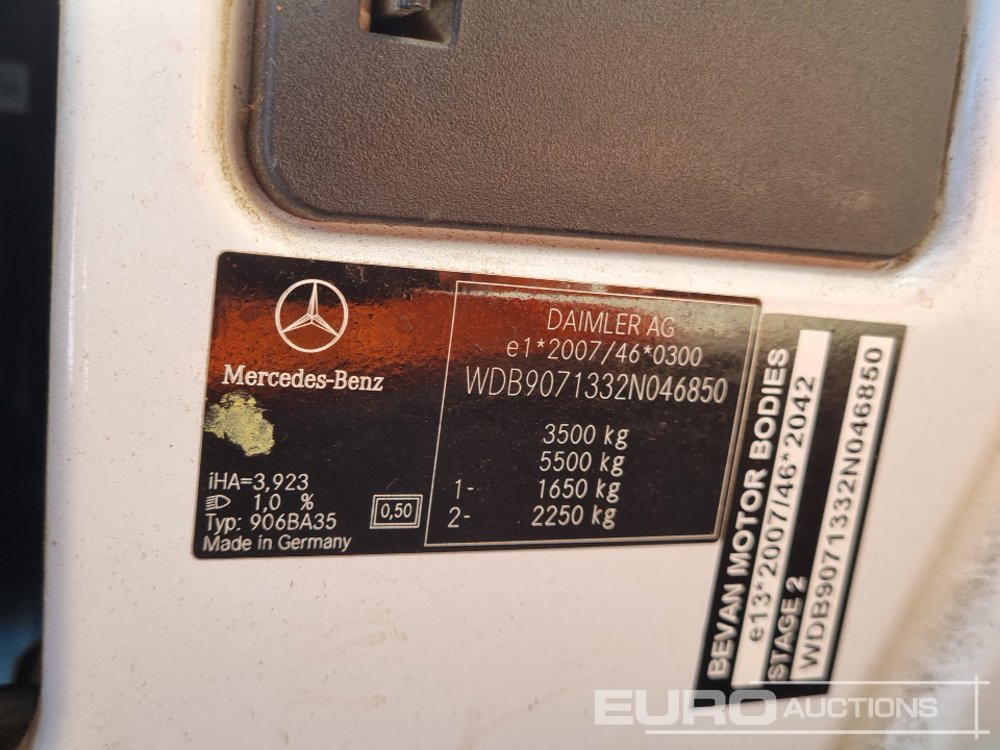 Mercedes-Benz
iHA=3,923
1,0 %
Typ: 906BA35
Made in Germany
0,50
DAIMLER AG
e1*2007/46*0300
WDB9071332N046850
3500 kg
5500 kg
1- 1650 kg
2- 2250 kg
BEVAN MOTOR BODIES
e13*2007/46*2042
STAGE 2
WDB9071332N046850
EURO AUCTIONS